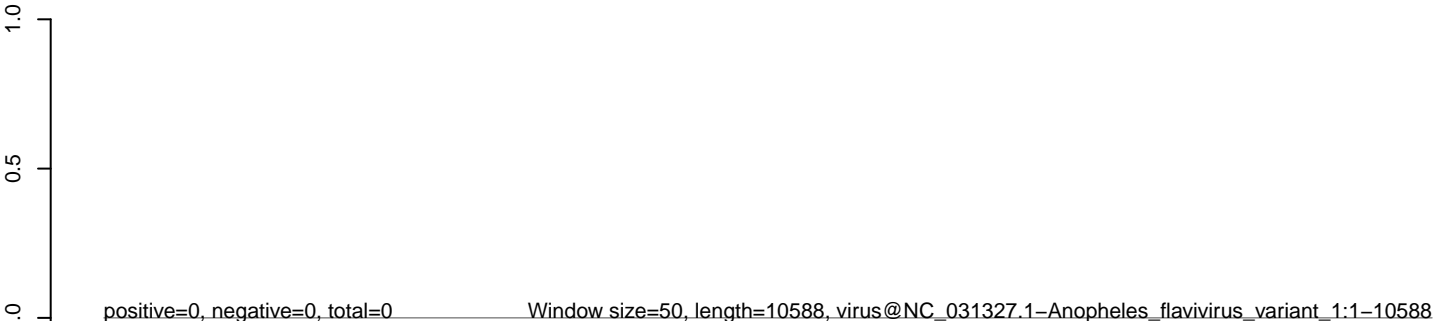 1.0
0.5
.0
positive=0, negative=0, total=0
Window size=50, length=10588, virus@NC_031327.1−Anopheles_flavivirus_variant_1:1−10588